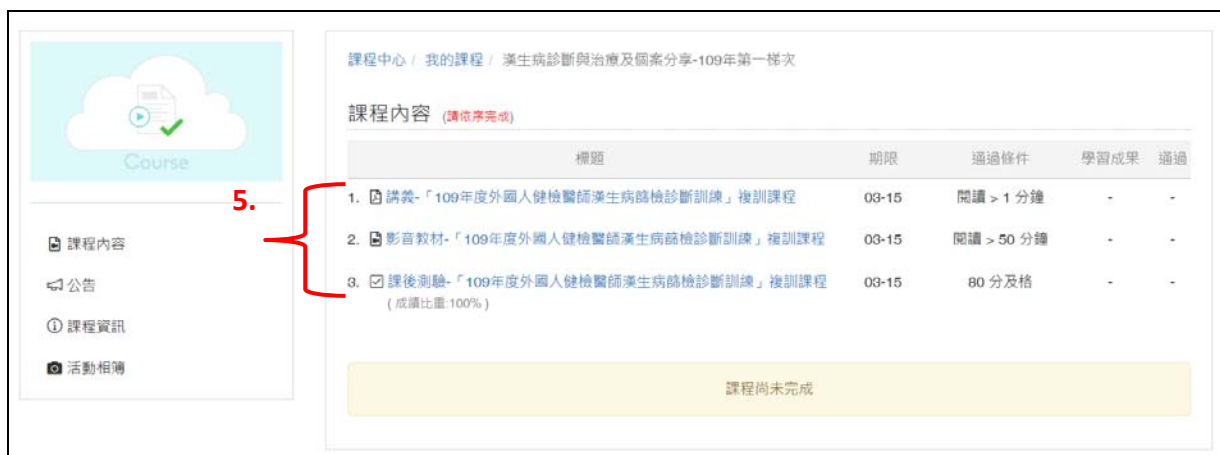 Course
課程內容
公告
課程資訊
活動相簿
5.
課程中心 / 我的課程 / 漢生病診斷與治療及個案分享-109年第一梯次
課程內容 (請依序完成)
標題 期限 通過條件 學習成果 通過
1. 講義-「109年度外國人健檢醫師漢生病篩檢診斷訓練」複訓課程 03-15 閱讀 > 1 分鐘 - -
2. 影音教材-「109年度外國人健檢醫師漢生病篩檢診斷訓練」複訓課程 03-15 閱讀 > 50 分鐘 - -
3. 課後測驗-「109年度外國人健檢醫師漢生病篩檢診斷訓練」複訓課程 03-15 80 分及格 - -
( 成績比重:100% )
課程尚未完成